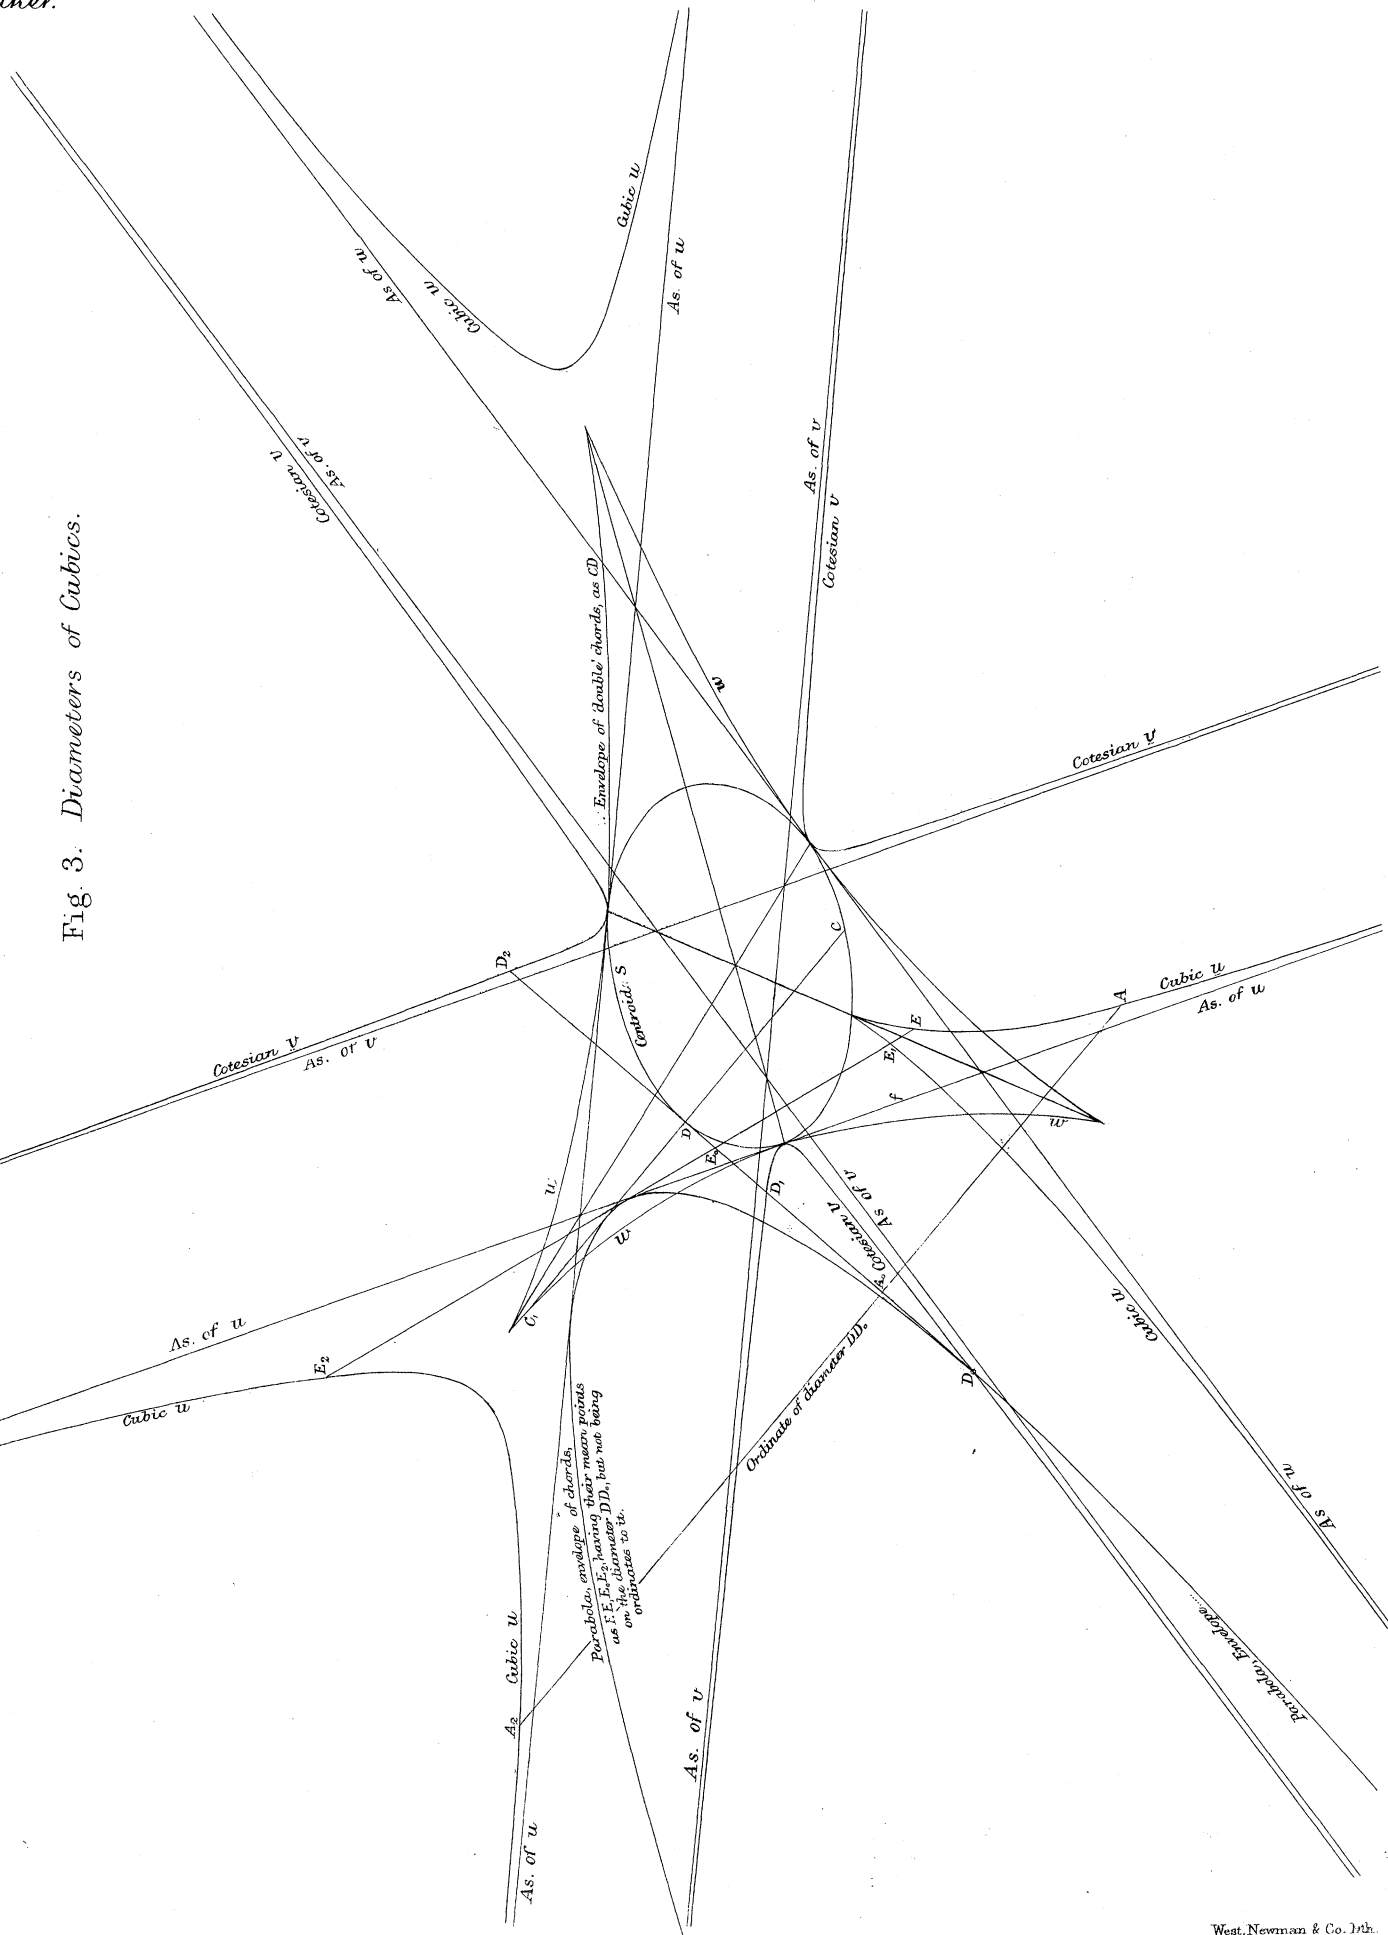 Fig. 3. Diameters of Cubics.
Cubic u
As. of u
As of w
Cubic w
Cotesian v
As. of v
As. of v
Cotesian v
Envelope of 'double' chords, as CD
w
Cotesian v
Cotesian v
As. of v
D₂
Centroid: S
C
Cubic u
As. of u
A
E
E₁
f
w
D
E₀
D₁
u
w
C₁
As of v
Cotesian v
A₀
As. of u
E₂
Cubic u
Cubic u
D₀
Ordinate of diameter DD₀
Parabola, envelope of chords,
as E E₁E₀E₂, having their mean points
on the diameter DD₀, but not being
ordinates to it.
As of w
Parabola, Envelope
Cubic u
A₂
As. of v
As. of u
West, Newman & Co. lith.